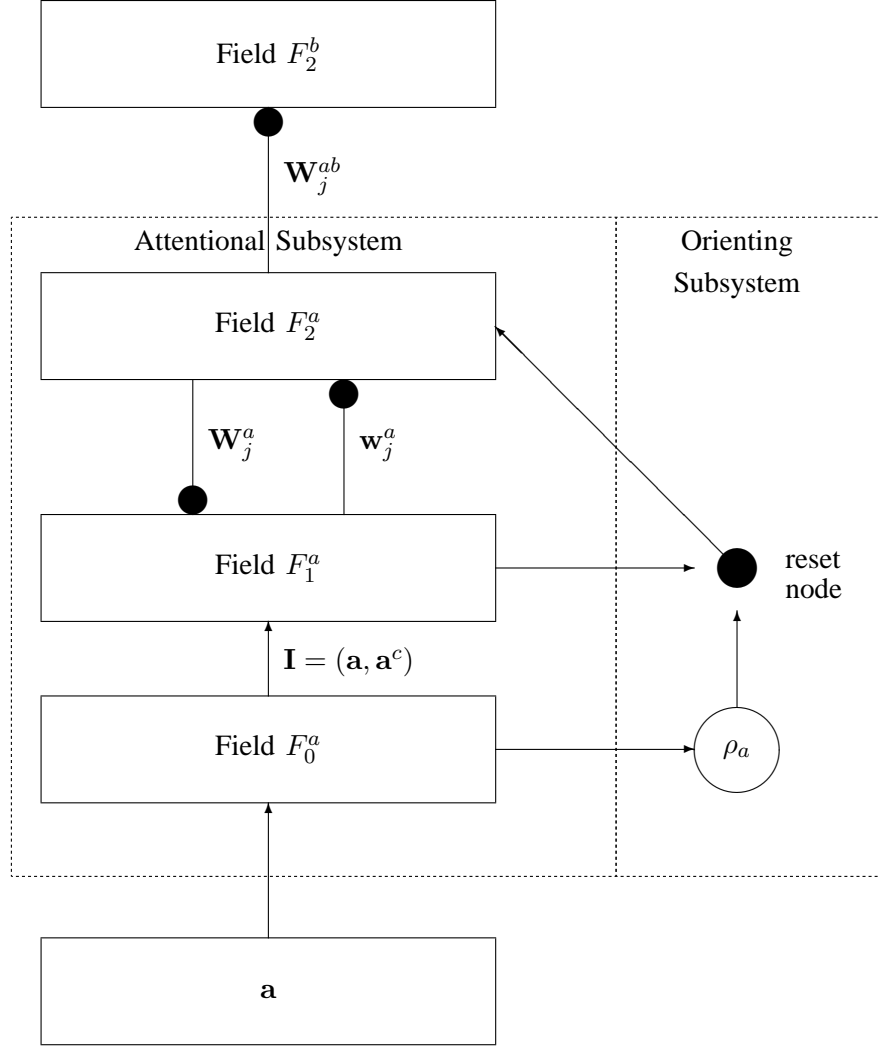 Field $F_2^b$
$\mathbf{W}_j^{ab}$
Attentional Subsystem
Orienting
Subsystem
Field $F_2^a$
$\mathbf{W}_j^a$
$\mathbf{w}_j^a$
Field $F_1^a$
reset
node
$\mathbf{I} = (\mathbf{a}, \mathbf{a}^c)$
Field $F_0^a$
$\rho_a$
$\mathbf{a}$